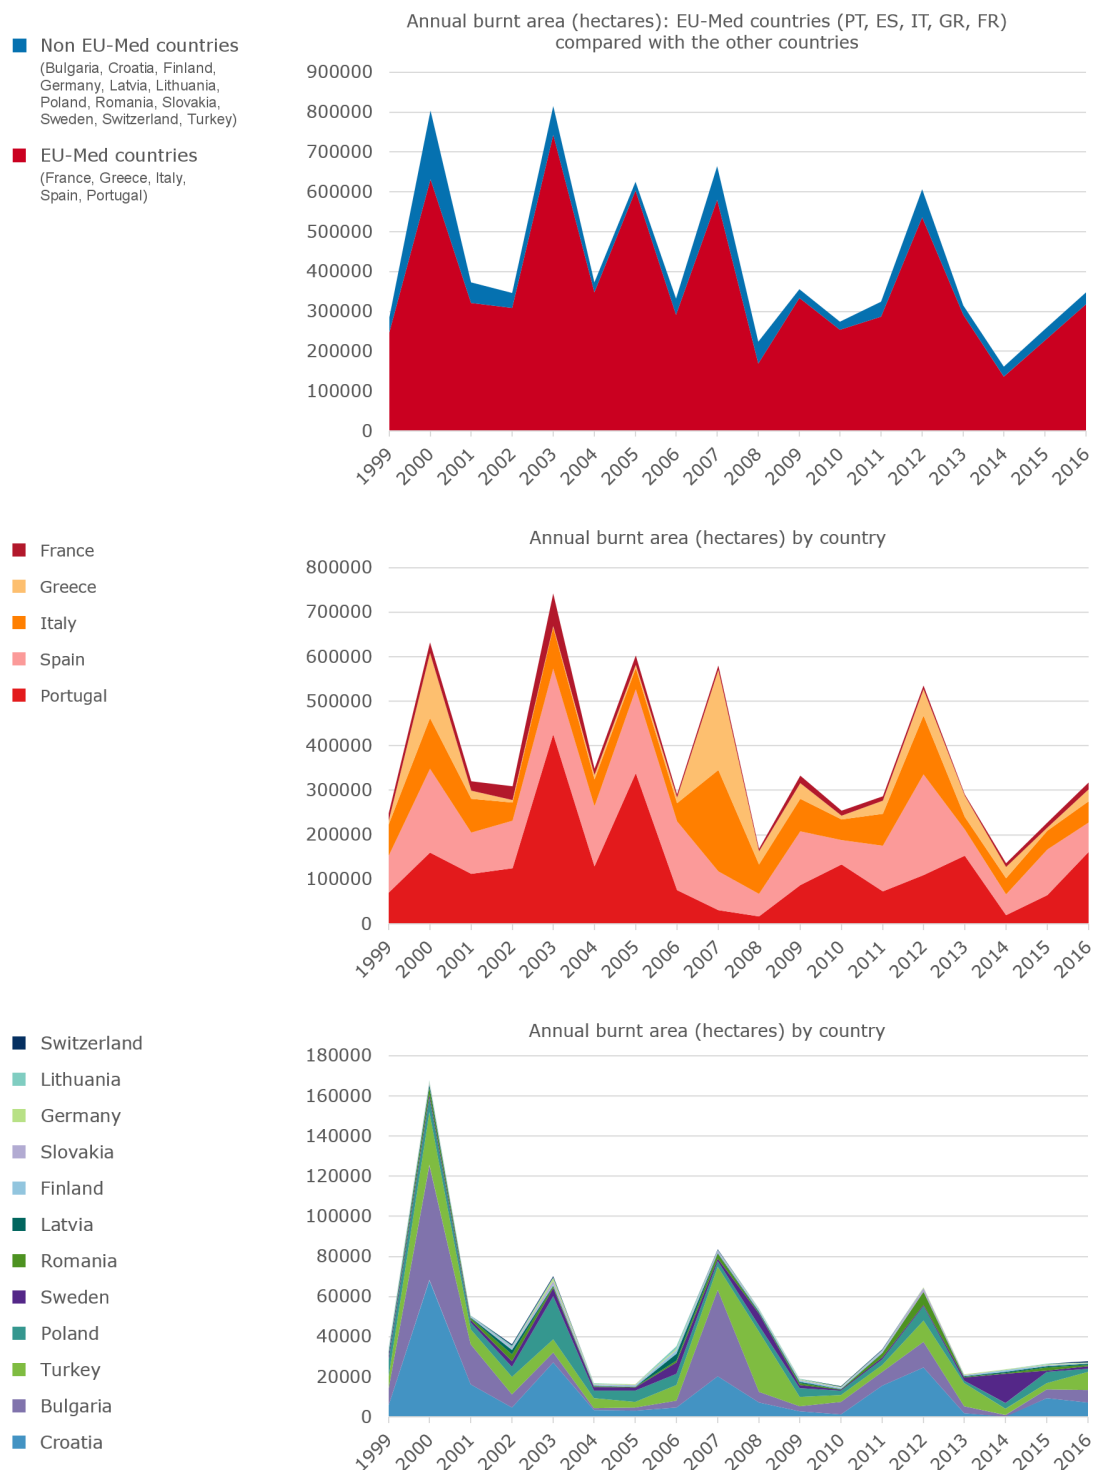 Annual burnt area (hectares): EU-Med countries (PT, ES, IT, GR, FR)
compared with the other countries
Non EU-Med countries
(Bulgaria, Croatia, Finland,
Germany, Latvia, Lithuania,
Poland, Romania, Slovakia,
Sweden, Switzerland, Turkey)
EU-Med countries
(France, Greece, Italy,
Spain, Portugal)
900000
800000
700000
600000
500000
400000
300000
200000
100000
0
1999
2000
2001
2002
2003
2004
2005
2006
2007
2008
2009
2010
2011
2012
2013
2014
2015
2016
Annual burnt area (hectares) by country
France
Greece
Italy
Spain
Portugal
800000
700000
600000
500000
400000
300000
200000
100000
0
1999
2000
2001
2002
2003
2004
2005
2006
2007
2008
2009
2010
2011
2012
2013
2014
2015
2016
Annual burnt area (hectares) by country
Switzerland
Lithuania
Germany
Slovakia
Finland
Latvia
Romania
Sweden
Poland
Turkey
Bulgaria
Croatia
180000
160000
140000
120000
100000
80000
60000
40000
20000
0
1999
2000
2001
2002
2003
2004
2005
2006
2007
2008
2009
2010
2011
2012
2013
2014
2015
2016